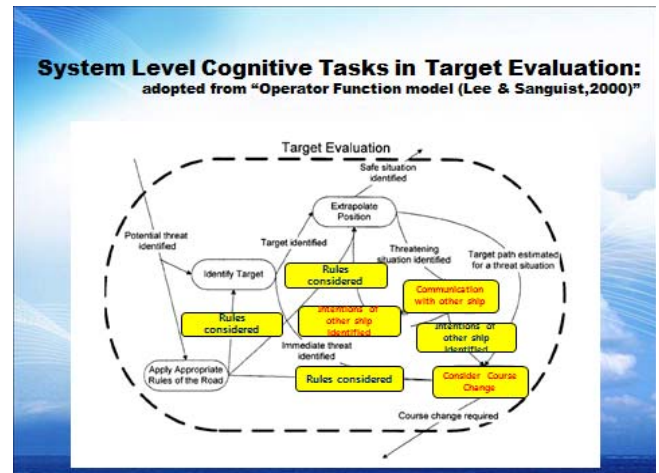 System Level Cognitive Tasks in Target Evaluation:
adopted from “Operator Function model (Lee & Sanguist,2000)”
Target Evaluation
Safe situation
identified
Extrapolate
Position
Potential threat
identified
Target identified
Threatening
situation identified
Target path estimated
for a threat situation
Identify Target
Rules
considered
Communication
with other ship
Rules
considered
Intentions of
other ship
identified
Intentions of
other ship
identified
Immediate threat
identified
Apply Appropriate
Rules of the Road
Rules considered
Consider Course
Change
Course change required